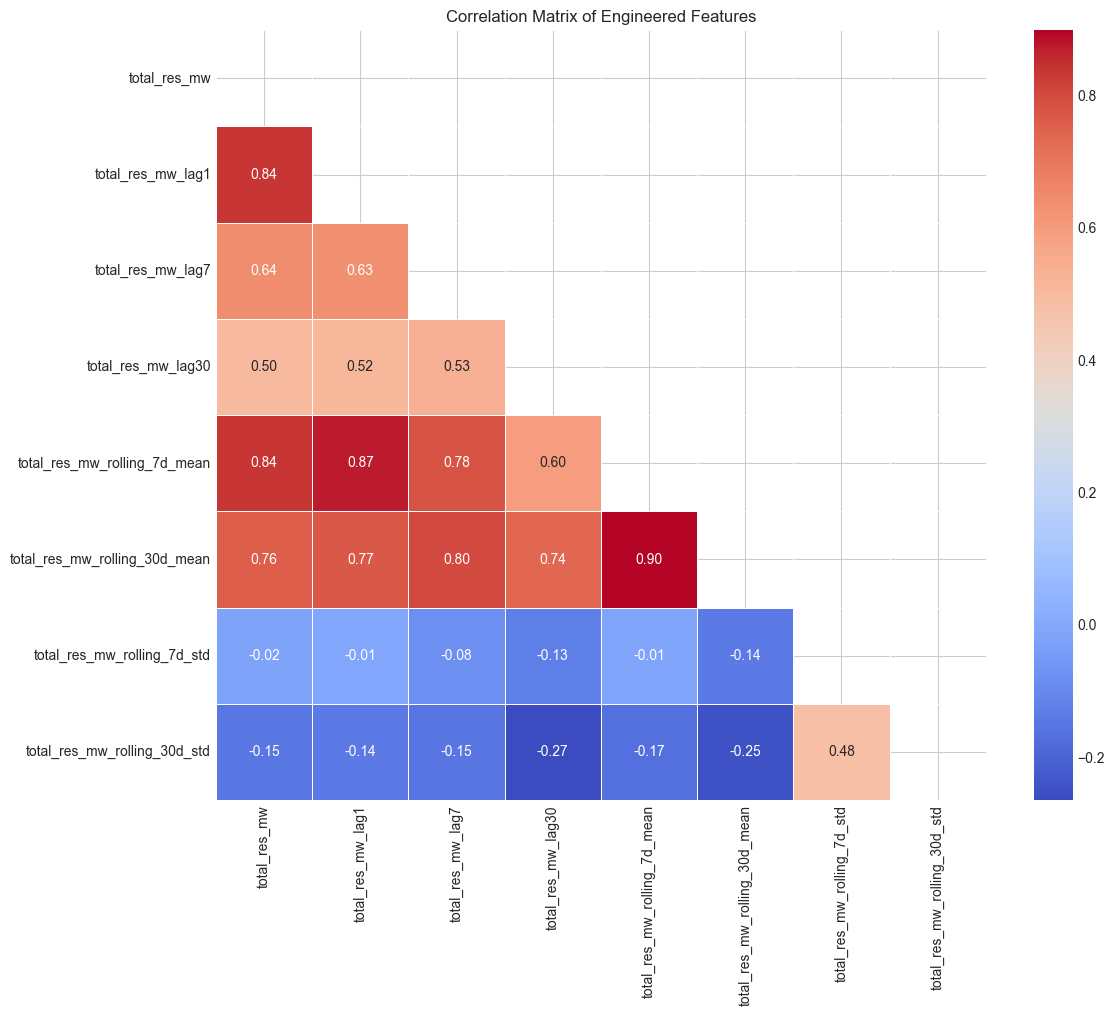 Correlation Matrix of Engineered Features
total_res_mw
total_res_mw_lag1 0.84
total_res_mw_lag7 0.64 0.63
total_res_mw_lag30 0.50 0.52 0.53
total_res_mw_rolling_7d_mean 0.84 0.87 0.78 0.60
total_res_mw_rolling_30d_mean 0.76 0.77 0.80 0.74 0.90
total_res_mw_rolling_7d_std -0.02 -0.01 -0.08 -0.13 -0.01 -0.14
total_res_mw_rolling_30d_std -0.15 -0.14 -0.15 -0.27 -0.17 -0.25 0.48
total_res_mw
total_res_mw_lag1
total_res_mw_lag7
total_res_mw_lag30
total_res_mw_rolling_7d_mean
total_res_mw_rolling_30d_mean
total_res_mw_rolling_7d_std
total_res_mw_rolling_30d_std
0.8
0.6
0.4
0.2
0.0
−0.2